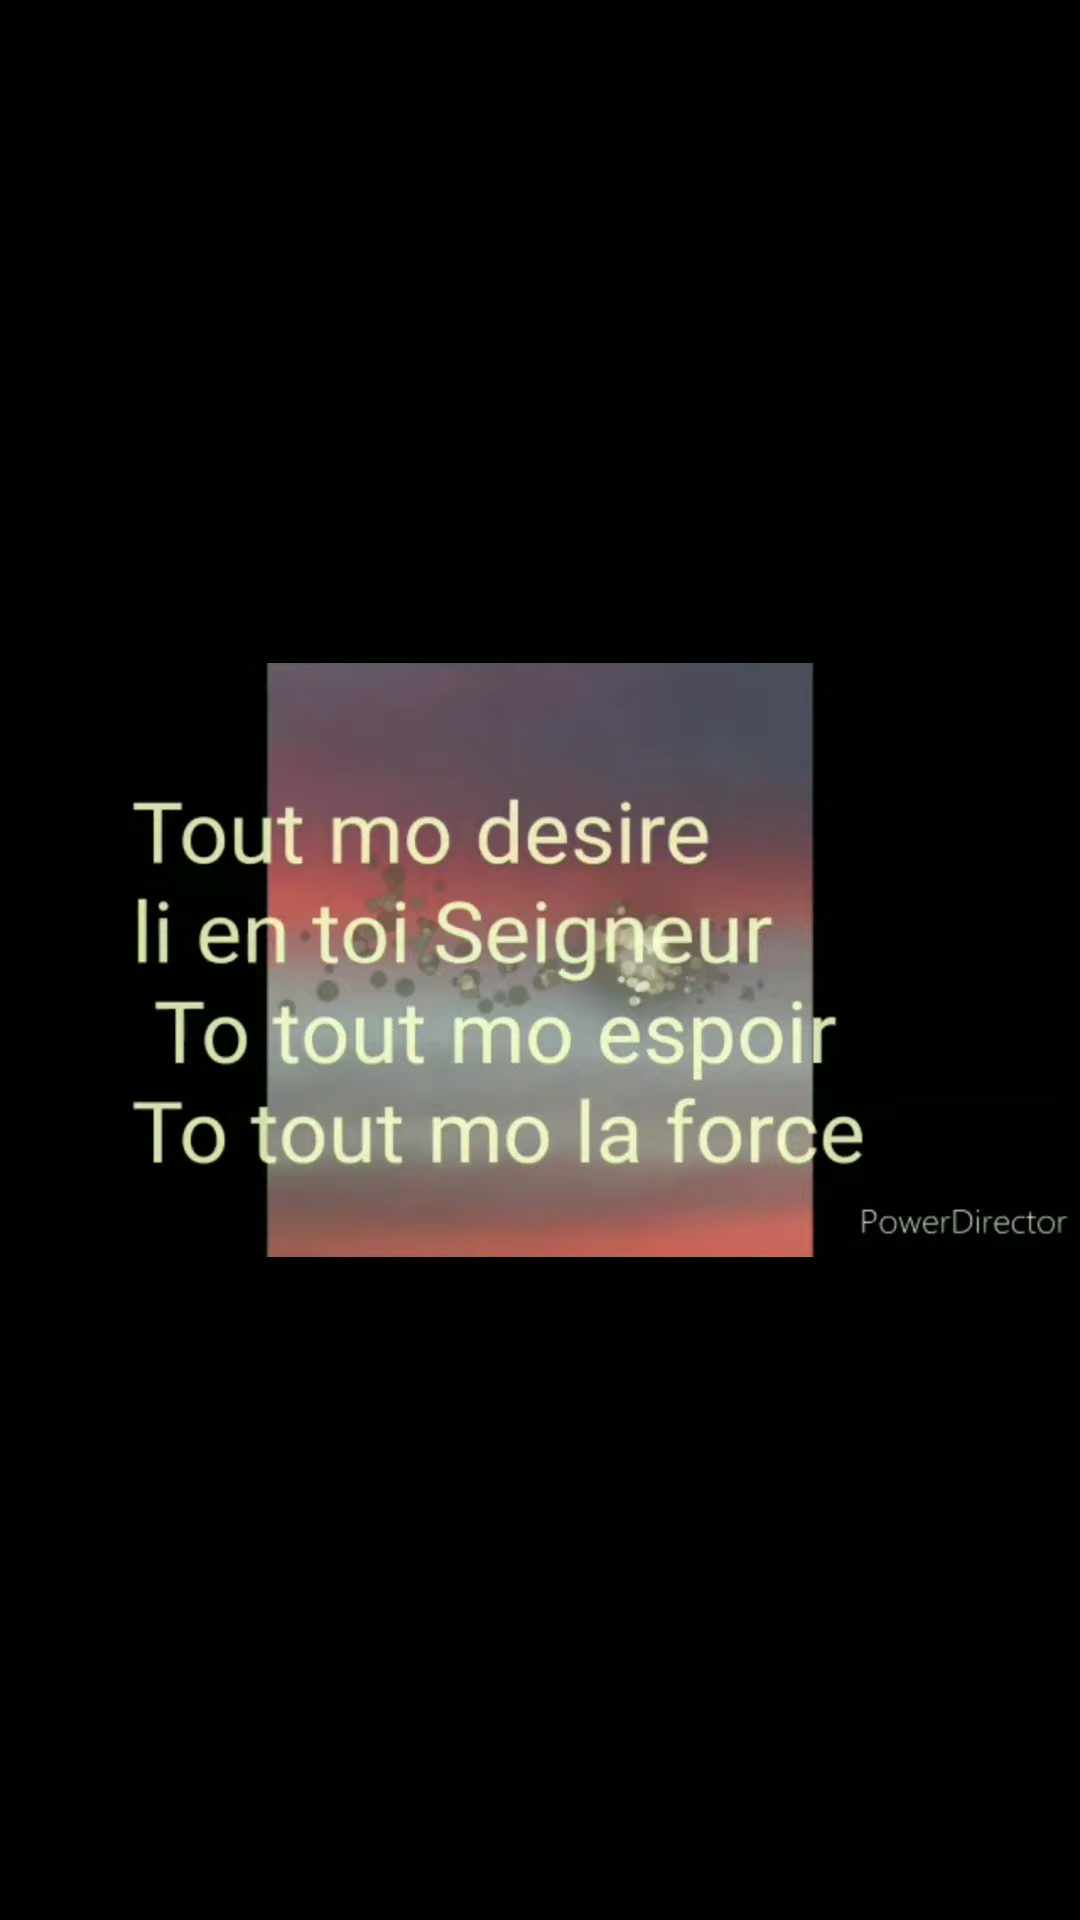 Tout mo desire
li en toi Seigneur
To tout mo espoir
To tout mo la force
PowerDirector